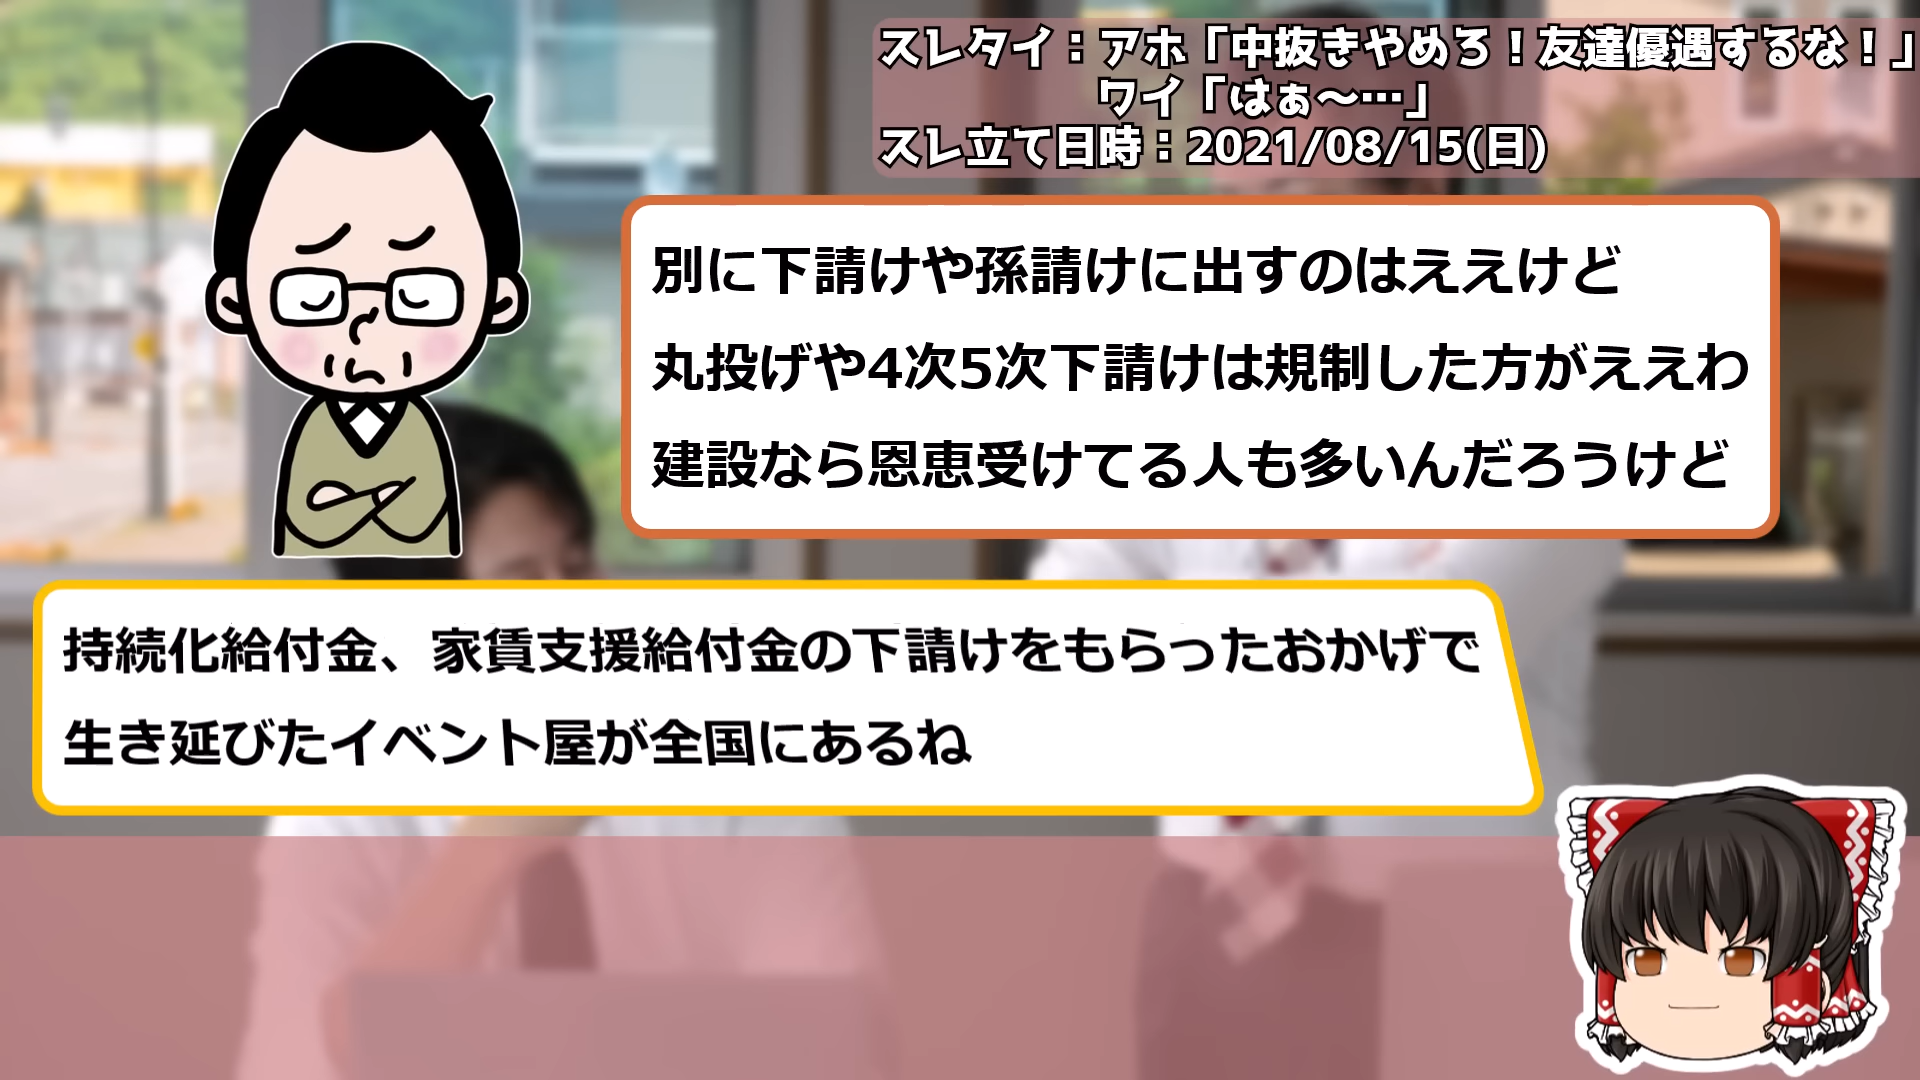 スレタイ：アホ「中抜きやめろ！友達優遇するな！」
ワイ「はぁ～…」
スレ立て日時：2021/08/15(日)
別に下請けや孫請けに出すのはええけど
丸投げや4次5次下請けは規制した方がええわ
建設なら恩恵受けてる人も多いんだろうけど
持続化給付金、家賃支援給付金の下請けをもらったおかげで
生き延びたイベント屋が全国にあるね